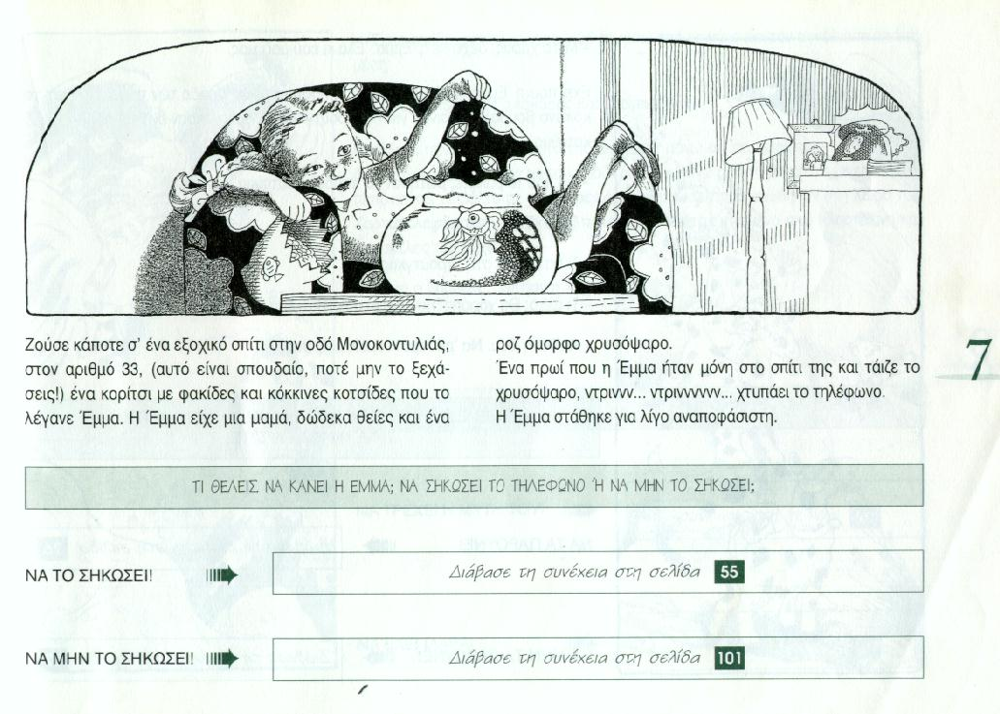 Ζούσε κάποτε σ' ένα εξοχικό σπίτι στην οδό Μονοκοντυλιάς,
στον αριθμό 33, (αυτό είναι σπουδαίο, ποτέ μην το ξεχά-
σεις!) ένα κορίτσι με φακίδες και κόκκινες κοτσίδες που το
λέγανε Έμμα. Η Έμμα είχε μια μαμά, δώδεκα θείες και ένα
ροζ όμορφο χρυσόψαρο.
Ένα πρωί που η Έμμα ήταν μόνη στο σπίτι της και τάιζε το
χρυσόψαρο, ντρινvv... ντρινvvvv... χτυπάει το τηλέφωνο.
Η Έμμα στάθηκε για λίγο αναποφάσιστη.
7
ΤΙ ΘΕΛΕΙΣ ΝΑ ΚΑΝΕΙ Η ΕΜΜΑ; ΝΑ ΣΗΚΩΣΕΙ ΤΟ ΤΗΛΕΦΩΝΟ Ή ΝΑ ΜΗΝ ΤΟ ΣΗΚΩΣΕΙ;
ΝΑ ΤΟ ΣΗΚΩΣΕΙ! Διάβασε τη συνέχεια στη σελίδα 55
ΝΑ ΜΗΝ ΤΟ ΣΗΚΩΣΕΙ! Διάβασε τη συνέχεια στη σελίδα 101